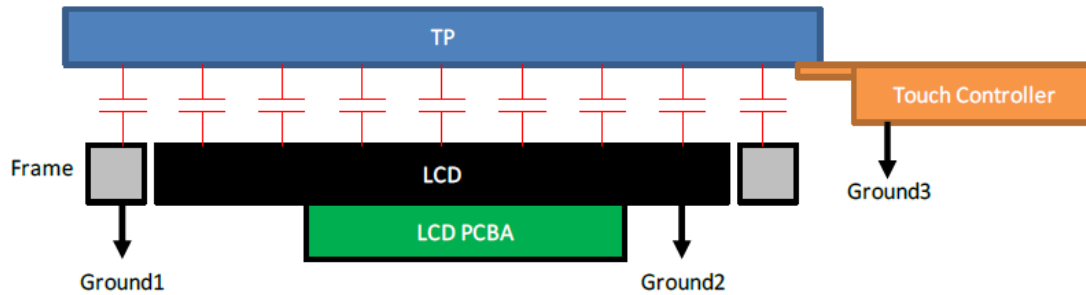 TP
Touch Controller
Frame
LCD
Ground3
LCD PCBA
Ground1
Ground2